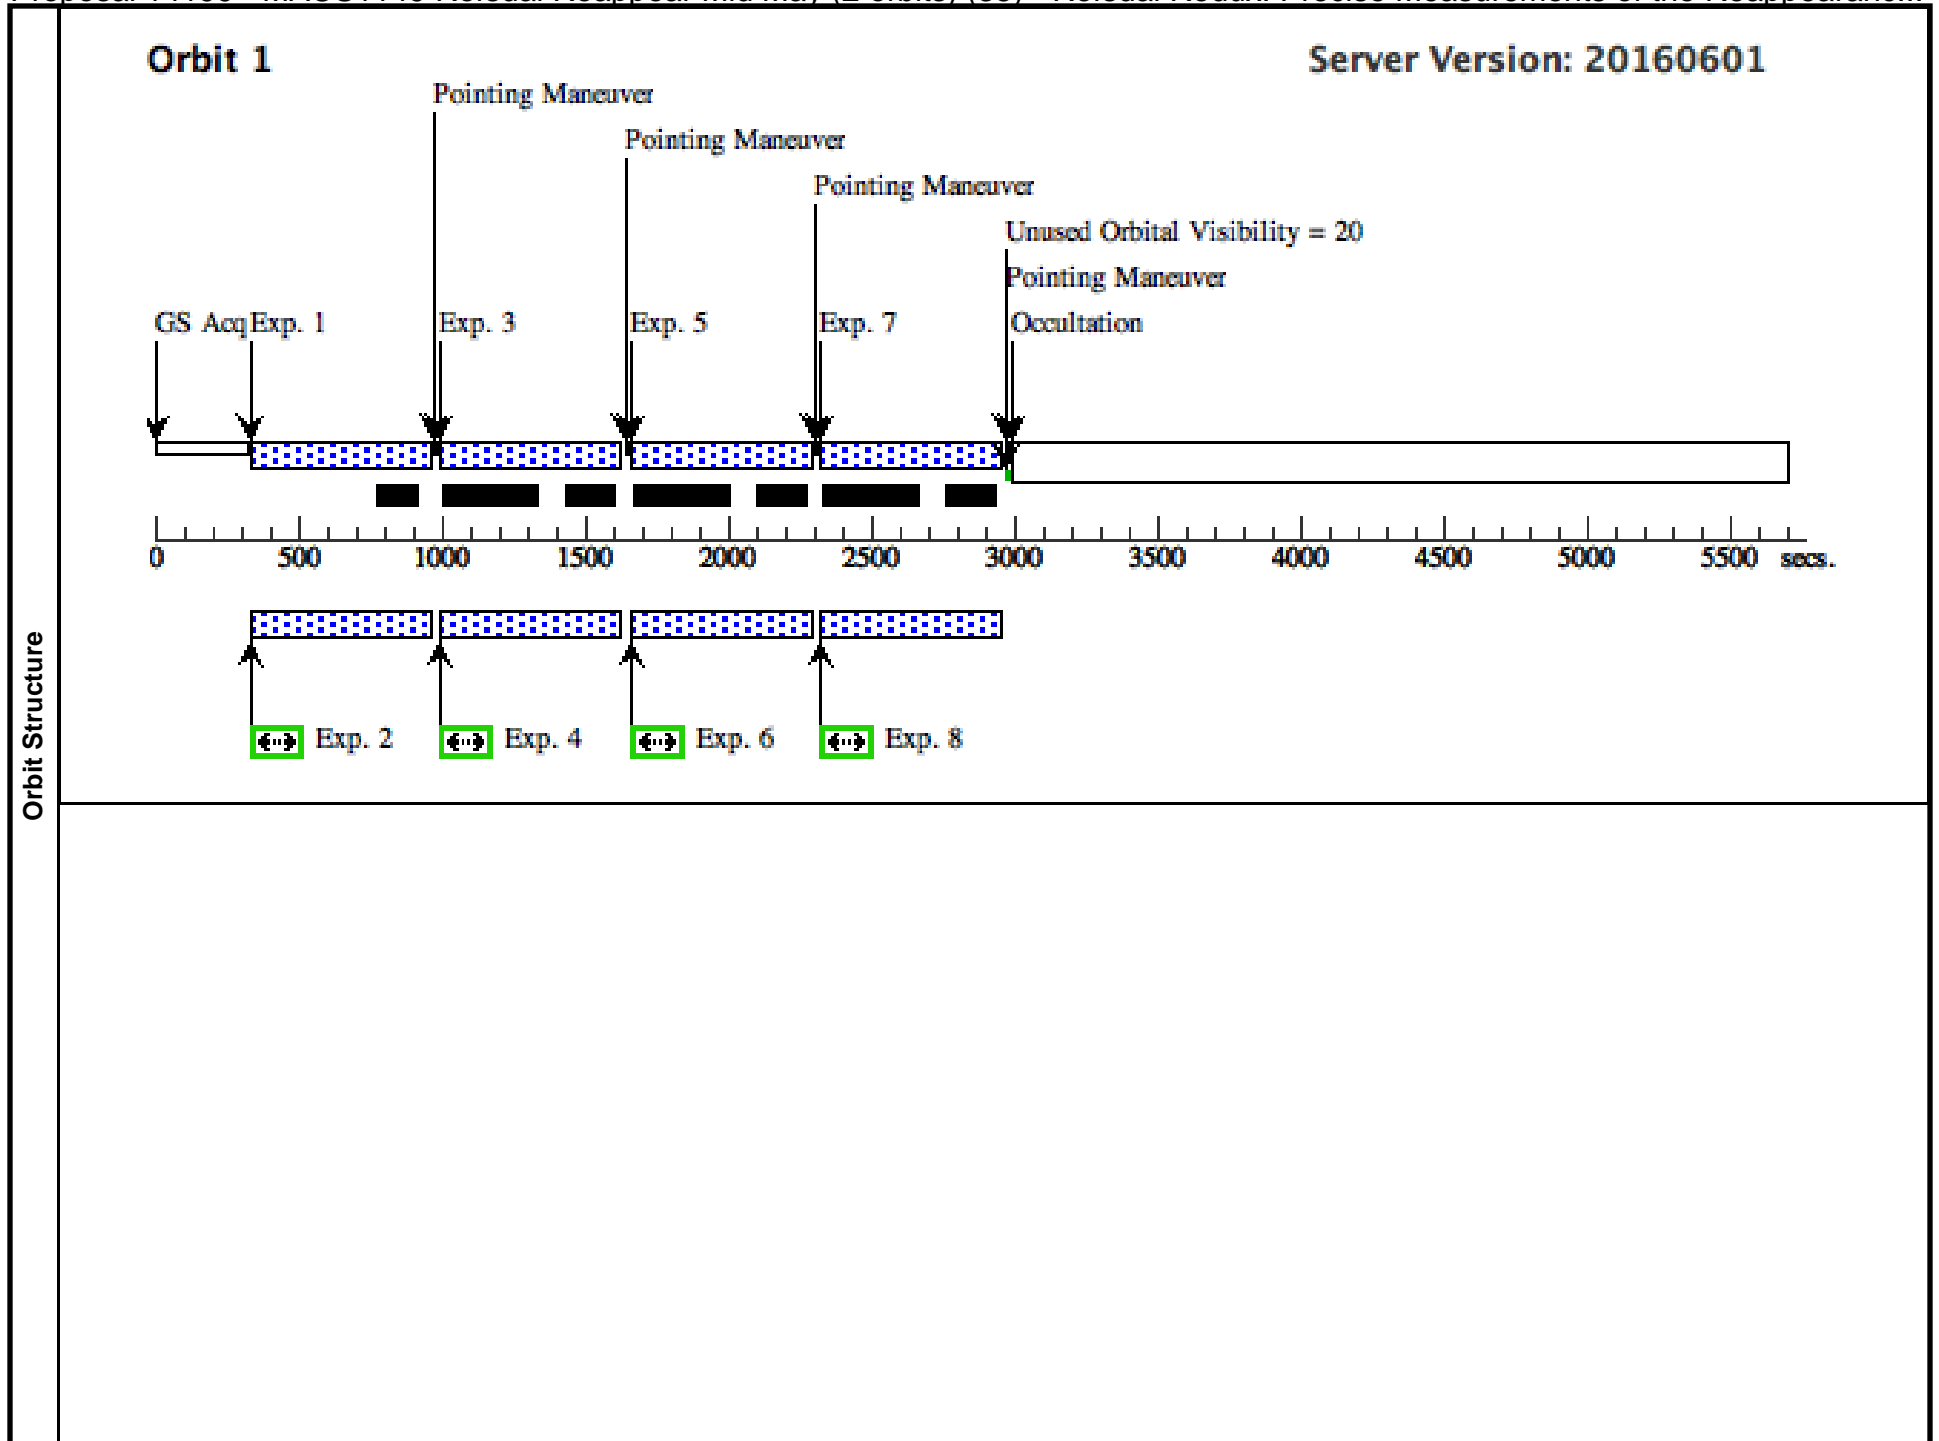 Orbit 1
Server Version: 20160601
Pointing Maneuver
Pointing Maneuver
Pointing Maneuver
Unused Orbital Visibility = 20
Pointing Maneuver
GS Acq Exp. 1 Exp. 3 Exp. 5 Exp. 7 Occultation
0 500 1000 1500 2000 2500 3000 3500 4000 4500 5000 5500 secs.
Exp. 2 Exp. 4 Exp. 6 Exp. 8
Orbit Structure